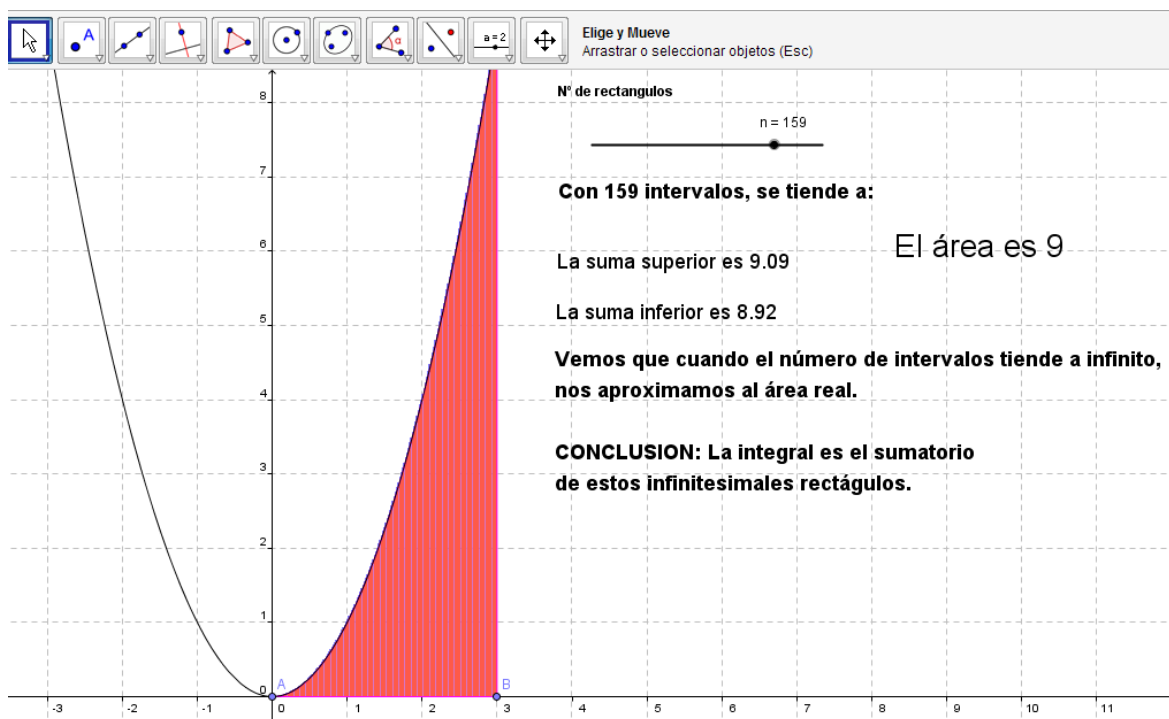 A
α
a = 2
Elige y Mueve
Arrastrar o seleccionar objetos (Esc)
Nº de rectangulos
n = 159
Con 159 intervalos, se tiende a:
El área es 9
La suma superior es 9.09
La suma inferior es 8.92
Vemos que cuando el número de intervalos tiende a infinito,
nos aproximamos al área real.
CONCLUSION: La integral es el sumatorio
de estos infinitesimales rectágulos.
8
7
6
5
4
3
2
1
0
A
B
-3 -2 -1 0 1 2 3 4 5 6 7 8 9 10 11